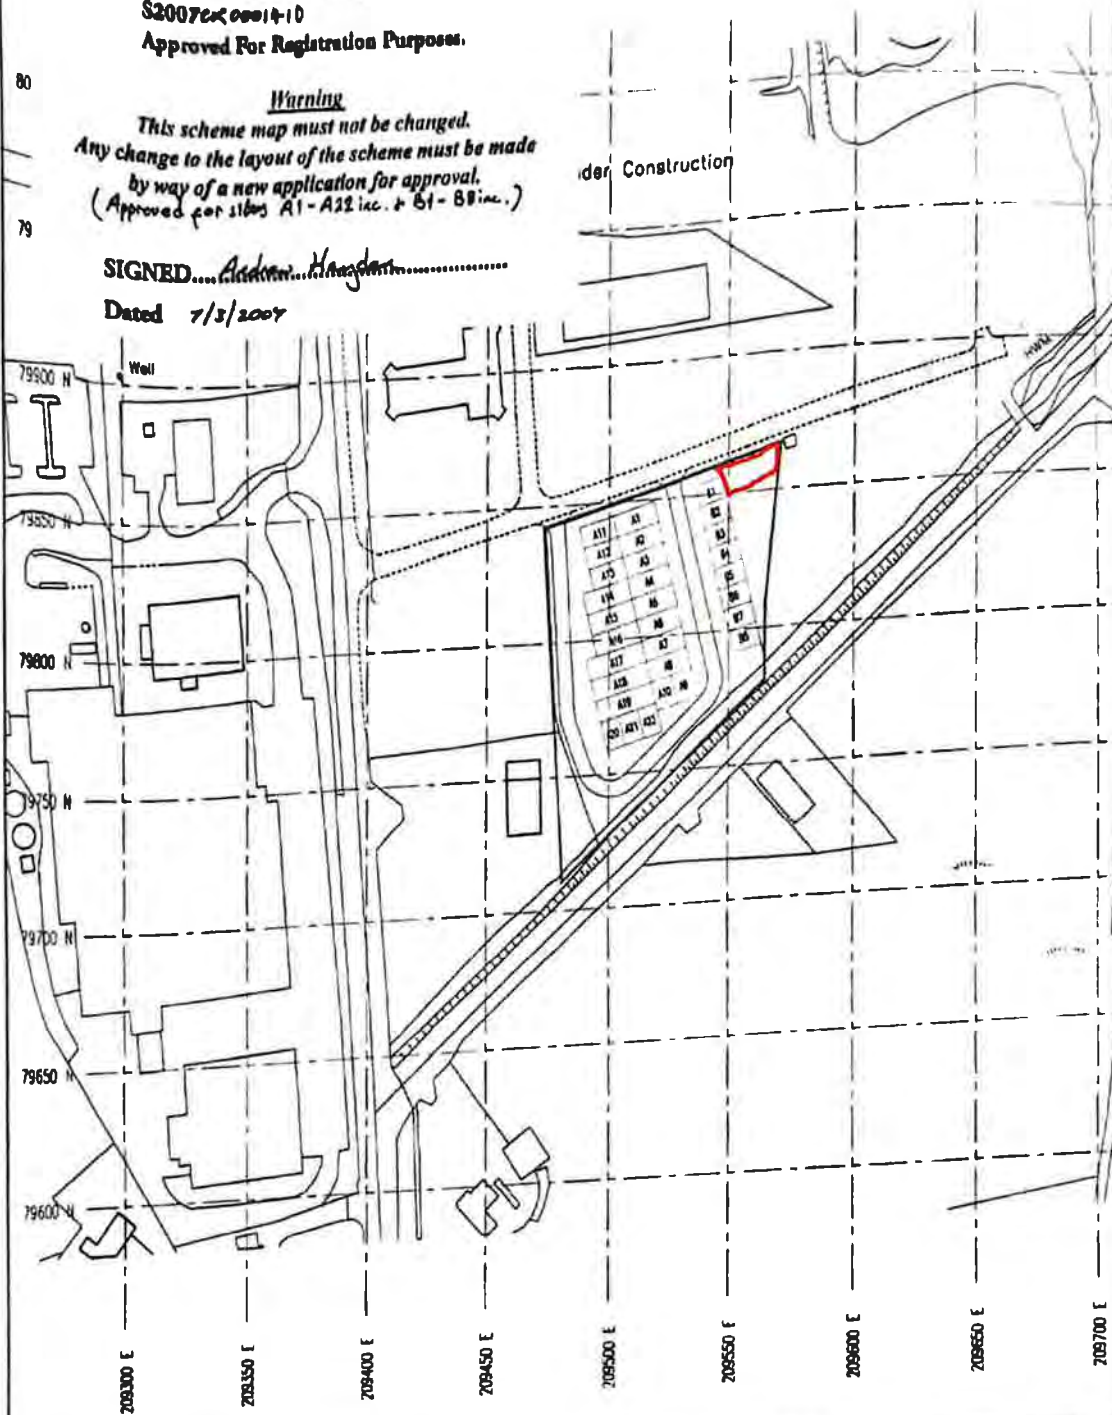 Approved For Registration Purposes.
80
Warning
This scheme map must not be changed.
Any change to the layout of the scheme must be made
by way of a new application for approval.
(Approved for sites A1-A22 inc. & B1-B8 inc.)
79
SIGNED.... Andrew
Dated 7/3/2007
Under Construction
79900 N
Well
HWM
79850 N
79800 N
79750 N
79700 N
79650 N
79600 N
A11 A1
A12 A2
A13 A3
A14 A4
A15 A5
A16 A6
A17 A7
A18 A8
A19 A10 A9
A20 A21 A22
B1
B2
B3
B4
B5
B6
B7
B8
209300 E
209350 E
209400 E
209450 E
209500 E
209550 E
209600 E
209650 E
209700 E